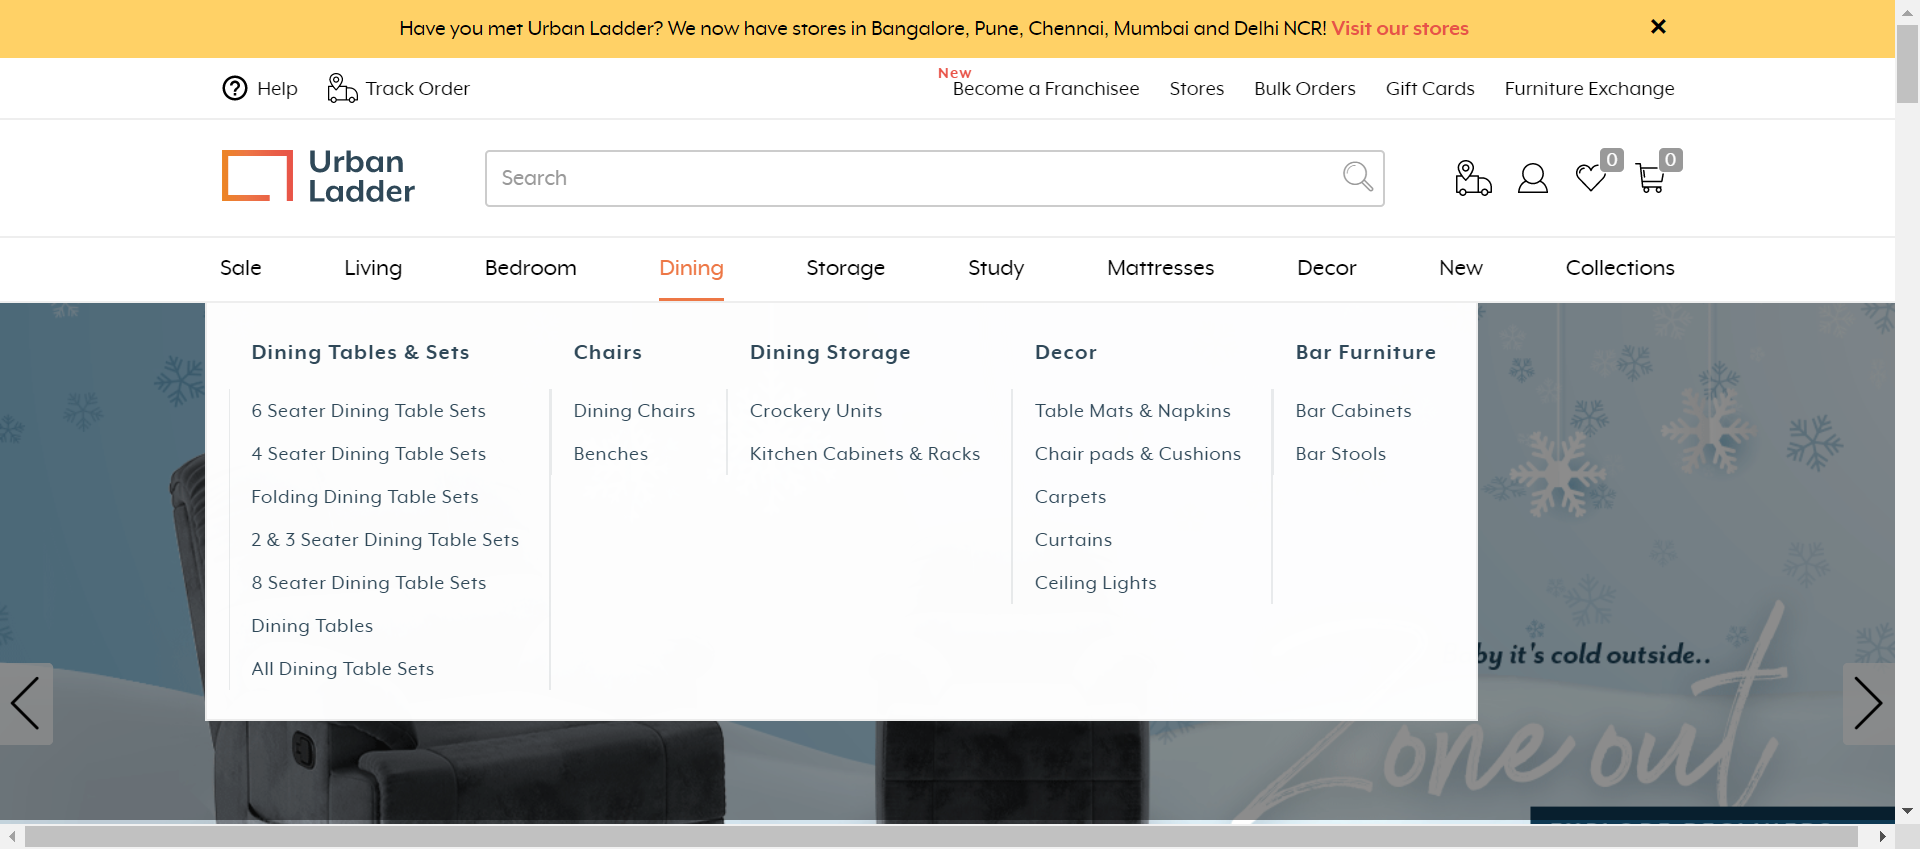 Have you met Urban Ladder? We now have stores in Bangalore, Pune, Chennai, Mumbai and Delhi NCR! Visit our stores
Help
Track Order
New
Become a Franchisee
Stores
Bulk Orders
Gift Cards
Furniture Exchange
Urban
Ladder
Search
0
0
Sale
Living
Bedroom
Dining
Storage
Study
Mattresses
Decor
New
Collections
Dining Tables & Sets
6 Seater Dining Table Sets
4 Seater Dining Table Sets
Folding Dining Table Sets
2 & 3 Seater Dining Table Sets
8 Seater Dining Table Sets
Dining Tables
All Dining Table Sets
Chairs
Dining Chairs
Benches
Dining Storage
Crockery Units
Kitchen Cabinets & Racks
Decor
Table Mats & Napkins
Chair pads & Cushions
Carpets
Curtains
Ceiling Lights
Bar Furniture
Bar Cabinets
Bar Stools
by it's cold outside..
Zone out